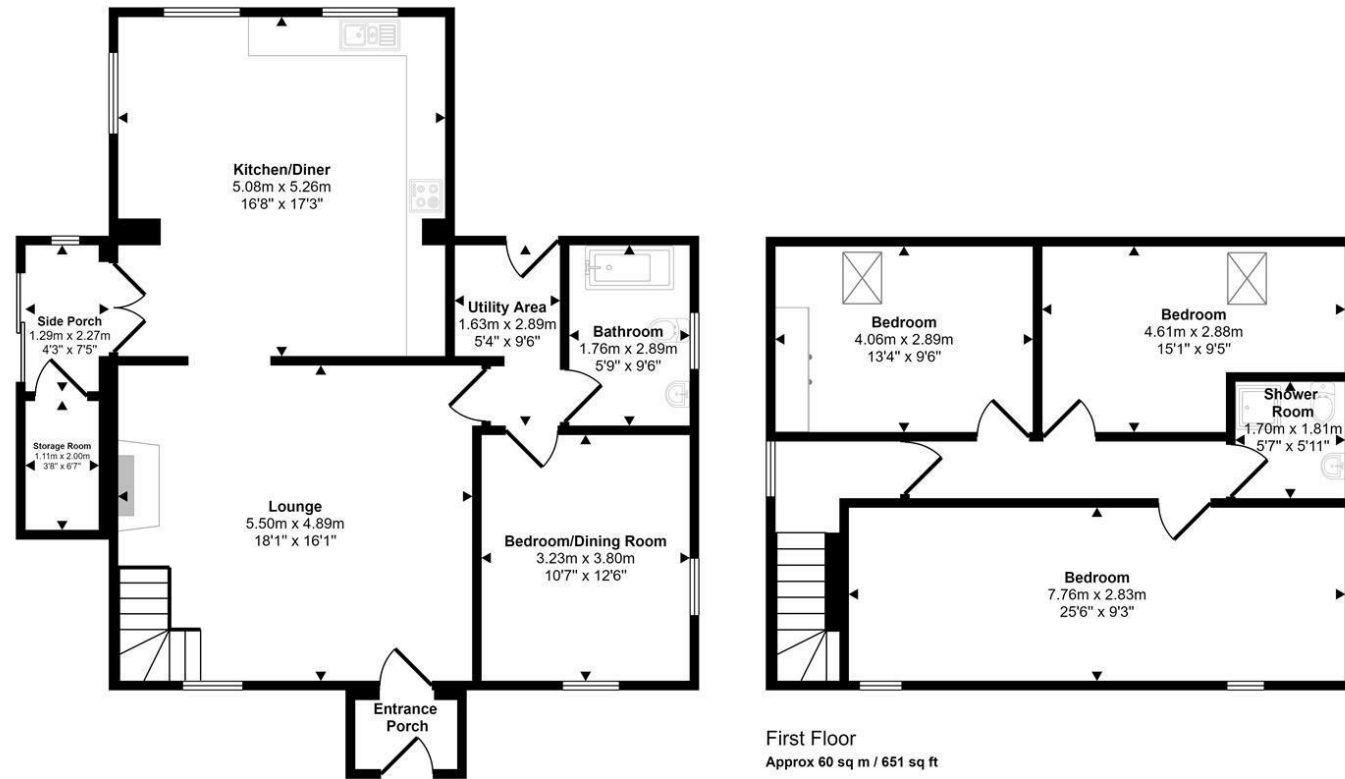 Kitchen/Diner
5.08m x 5.26m
16'8" x 17'3"
Side Porch
1.29m x 2.27m
4'3" x 7'5"
Utility Area
1.63m x 2.89m
5'4" x 9'6"
Bathroom
1.76m x 2.89m
5'9" x 9'6"
Storage Room
1.11m x 2.00m
3'8" x 6'7"
Lounge
5.50m x 4.89m
18'1" x 16'1"
Bedroom/Dining Room
3.23m x 3.80m
10'7" x 12'6"
Entrance
Porch
Bedroom
4.06m x 2.89m
13'4" x 9'6"
Bedroom
4.61m x 2.88m
15'1" x 9'5"
Shower
Room
1.70m x 1.81m
5'7" x 5'11"
Bedroom
7.76m x 2.83m
25'6" x 9'3"
First Floor
Approx 60 sq m / 651 sq ft